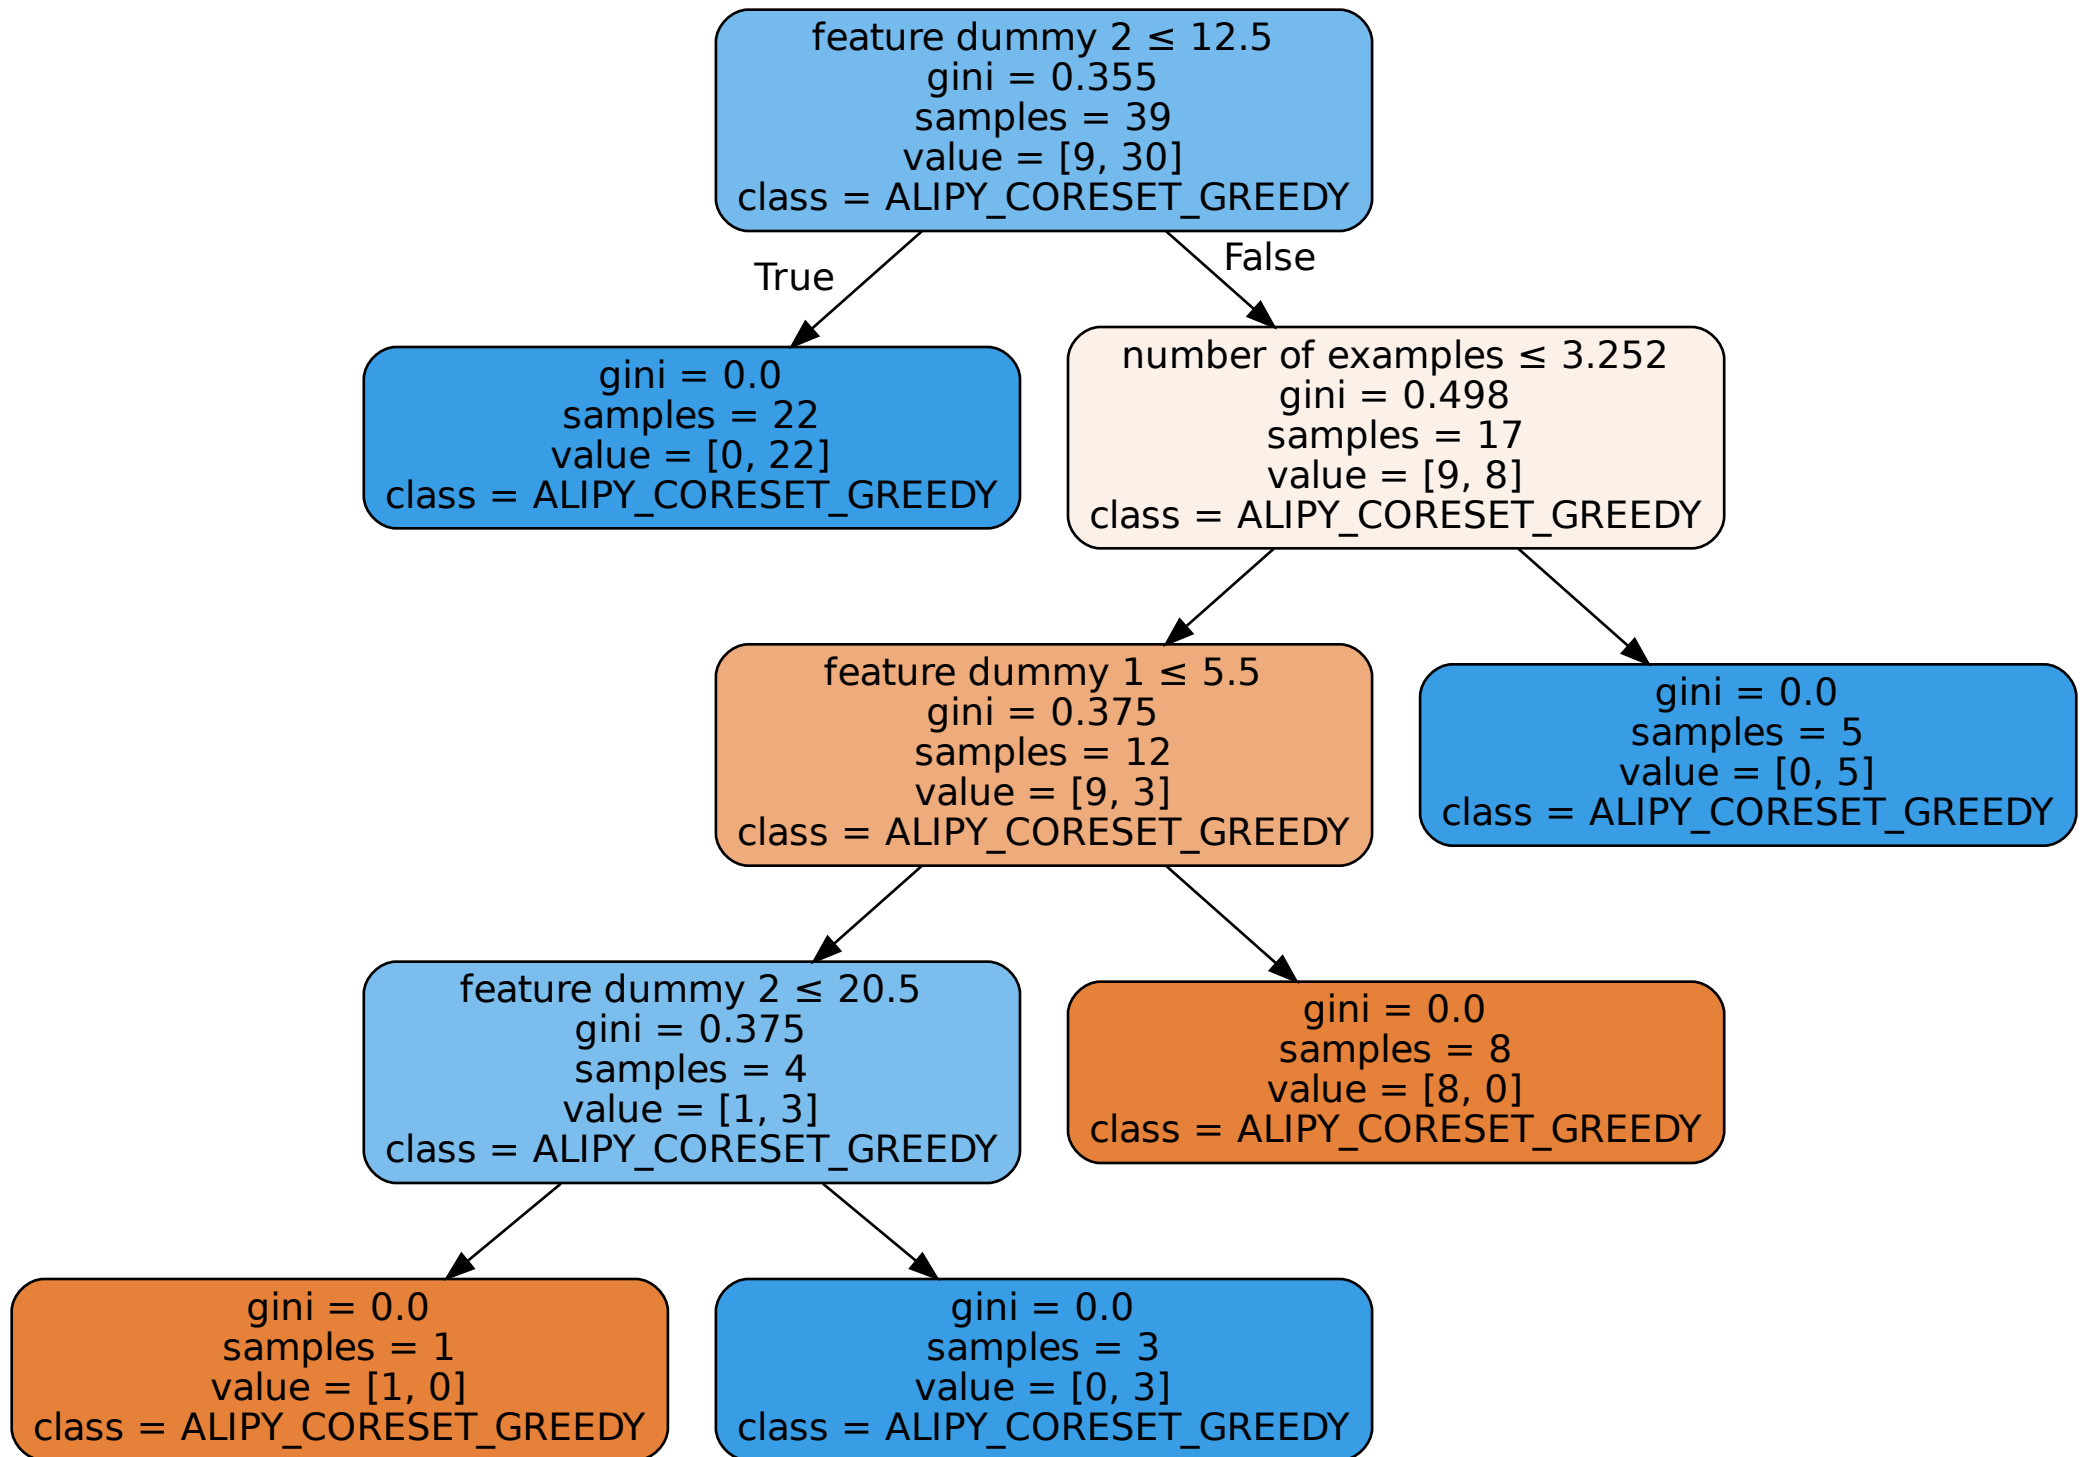 feature dummy 2 ≤ 12.5
gini = 0.355
samples = 39
value = [9, 30]
class = ALIPY_CORESET_GREEDY
True
False
gini = 0.0
samples = 22
value = [0, 22]
class = ALIPY_CORESET_GREEDY
number of examples ≤ 3.252
gini = 0.498
samples = 17
value = [9, 8]
class = ALIPY_CORESET_GREEDY
feature dummy 1 ≤ 5.5
gini = 0.375
samples = 12
value = [9, 3]
class = ALIPY_CORESET_GREEDY
gini = 0.0
samples = 5
value = [0, 5]
class = ALIPY_CORESET_GREEDY
feature dummy 2 ≤ 20.5
gini = 0.375
samples = 4
value = [1, 3]
class = ALIPY_CORESET_GREEDY
gini = 0.0
samples = 8
value = [8, 0]
class = ALIPY_CORESET_GREEDY
gini = 0.0
samples = 1
value = [1, 0]
class = ALIPY_CORESET_GREEDY
gini = 0.0
samples = 3
value = [0, 3]
class = ALIPY_CORESET_GREEDY